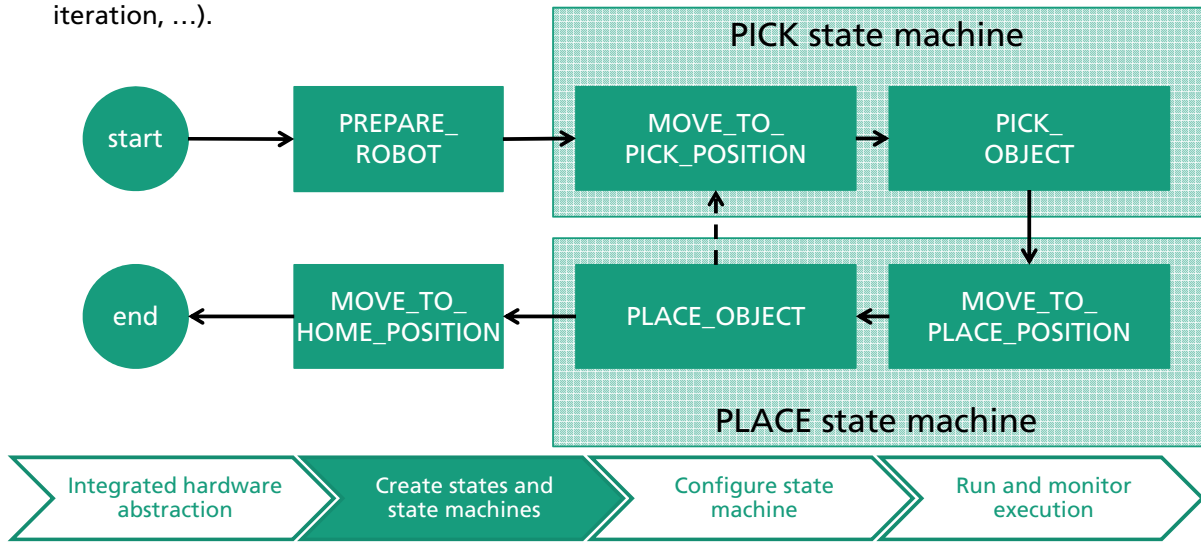 iteration, …).
PICK state machine
start
PREPARE_
ROBOT
MOVE_TO_
PICK_POSITION
PICK_
OBJECT
end
MOVE_TO_
HOME_POSITION
PLACE_OBJECT
MOVE_TO_
PLACE_POSITION
PLACE state machine
Integrated hardware
abstraction
Create states and
state machines
Configure state
machine
Run and monitor
execution